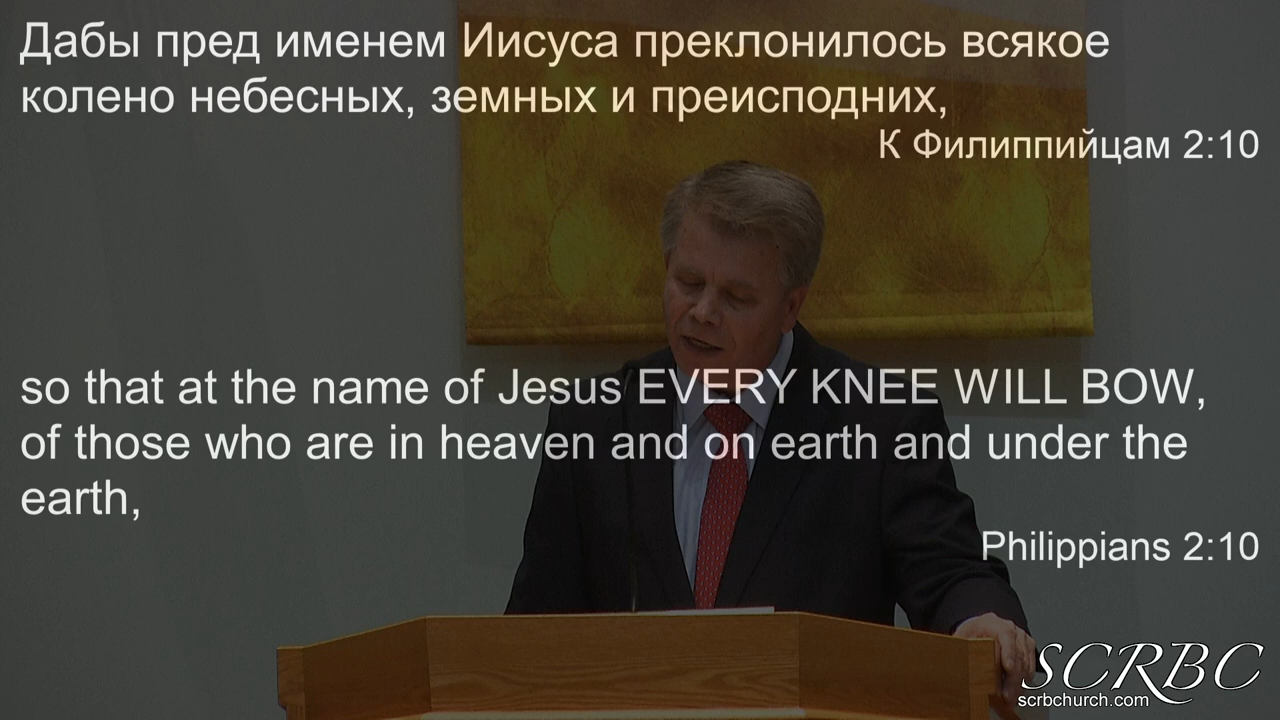 Дабы пред именем Иисуса преклонилось всякое
колено небесных, земных и преисподних,
К Филиппийцам 2:10
so that at the name of Jesus EVERY KNEE WILL BOW,
of those who are in heaven and on earth and under the
earth,
Philippians 2:10
SCRBC
scrbchurch.com